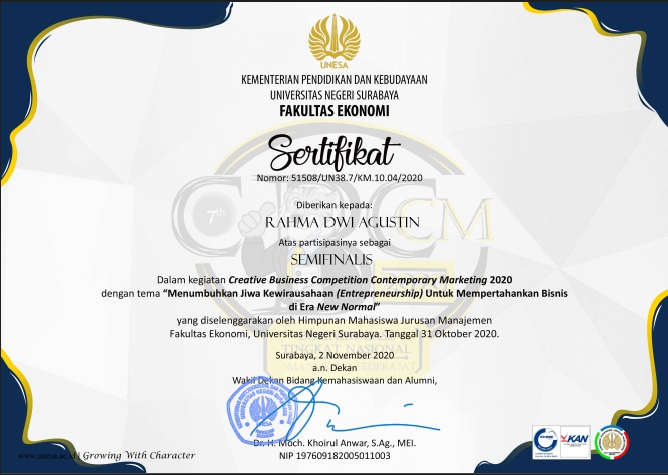 UNESA
KEMENTERIAN PENDIDIKAN DAN KEBUDAYAAN
UNIVERSITAS NEGERI SURABAYA
FAKULTAS EKONOMI
Sertifikat
Nomor: 51508/UN38.7/KM.10.04/2020
Diberikan kepada:
RAHMA DWI AGUSTIN
Atas partisipasinya sebagai
SEMIFINALIS
Dalam kegiatan Creative Business Competition Contemporary Marketing 2020
dengan tema “Menumbuhkan Jiwa Kewirausahaan (Entrepreneurship) Untuk Mempertahankan Bisnis
di Era New Normal”
yang diselenggarakan oleh Himpunan Mahasiswa Jurusan Manajemen
Fakultas Ekonomi, Universitas Negeri Surabaya. Tanggal 31 Oktober 2020.
Surabaya, 2 November 2020
a.n. Dekan
Wakil Dekan Bidang Kemahasiswaan dan Alumni,
Dr. H. Moch. Khoirul Anwar, S.Ag., MEI.
NIP 197609182005011003
www.unesa.ac.id | Growing With Character
KAN
7th
CM
TINGKAT NASIONAL